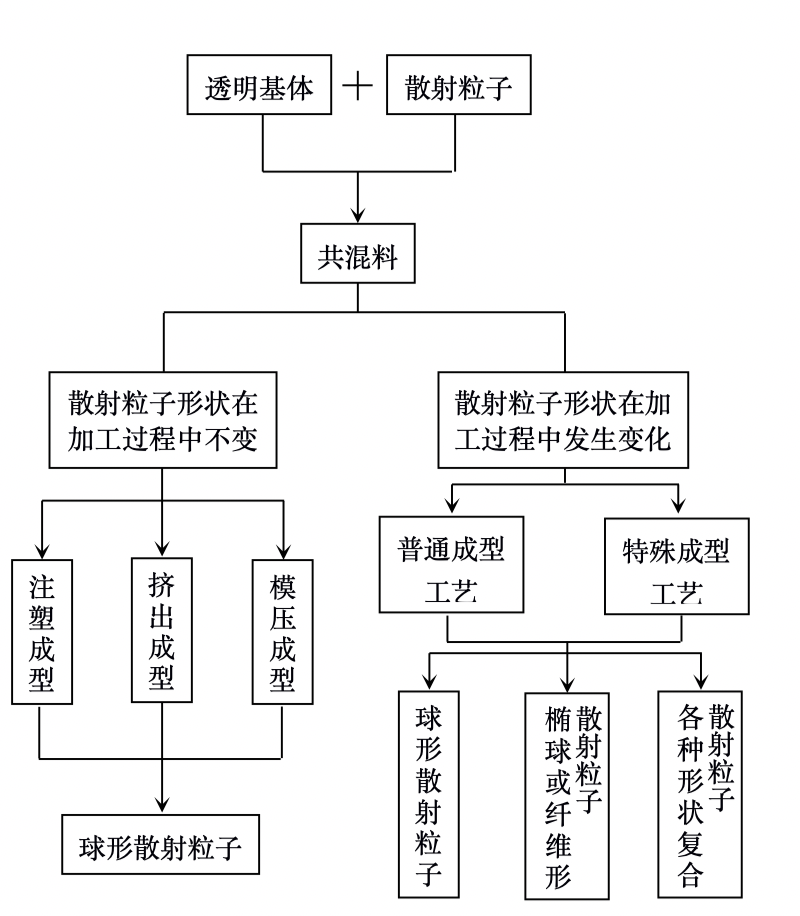 透明基体
+
散射粒子
共混料
散射粒子形状在
加工过程中不变
散射粒子形状在加
工过程中发生变化
普通成型
工艺
特殊成型
工艺
注塑成型
挤出成型
模压成型
球形散射粒子
球形散射粒子
椭球或纤维形
散射粒子
各种形状复合
散射粒子